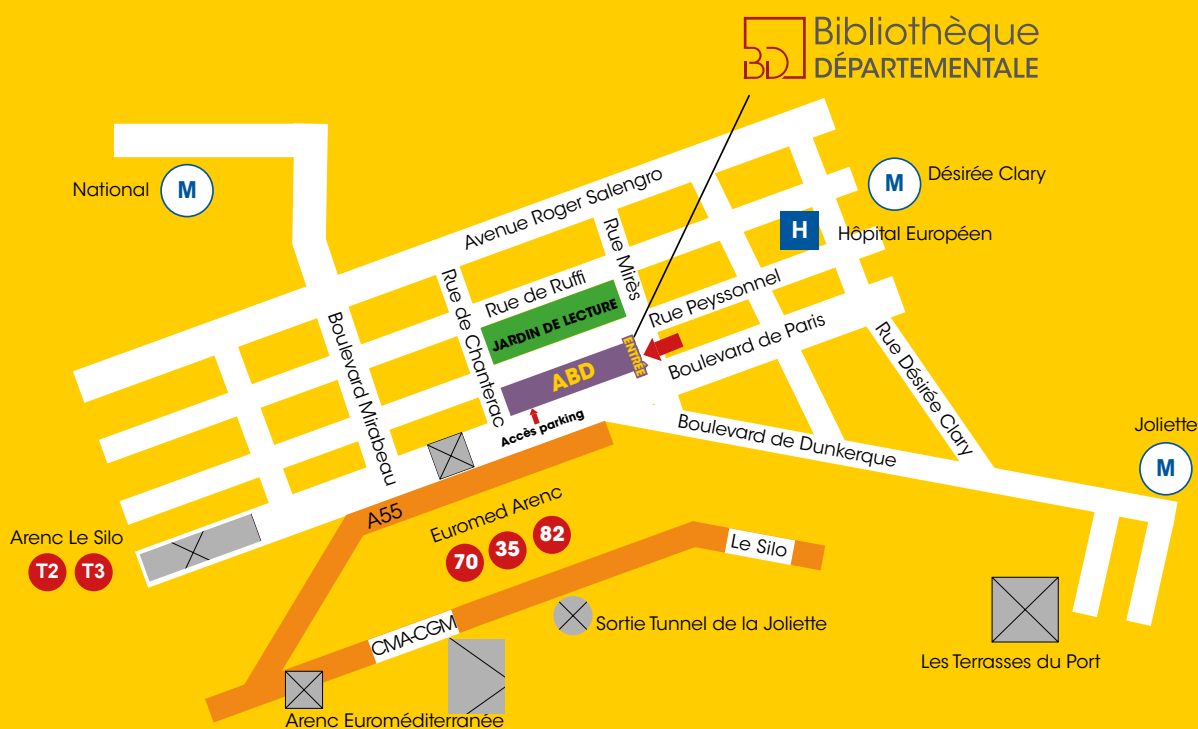 BD Bibliothèque
DÉPARTEMENTALE
National
M
Avenue Roger Salengro
M
Désirée Clary
H
Hôpital Européen
Rue Mirès
Rue de Ruffi
Rue de Chanterac
Boulevard Mirabeau
JARDIN DE LECTURE
Rue Peyssonnel
ENTRÉE
ABD
Boulevard de Paris
Rue Désirée Clary
Accès parking
Boulevard de Dunkerque
Joliette
M
A55
Euromed Arenc
70 35 82
Arenc Le Silo
T2 T3
Le Silo
CMA-CGM
Sortie Tunnel de la Joliette
Les Terrasses du Port
Arenc Euroméditerranée